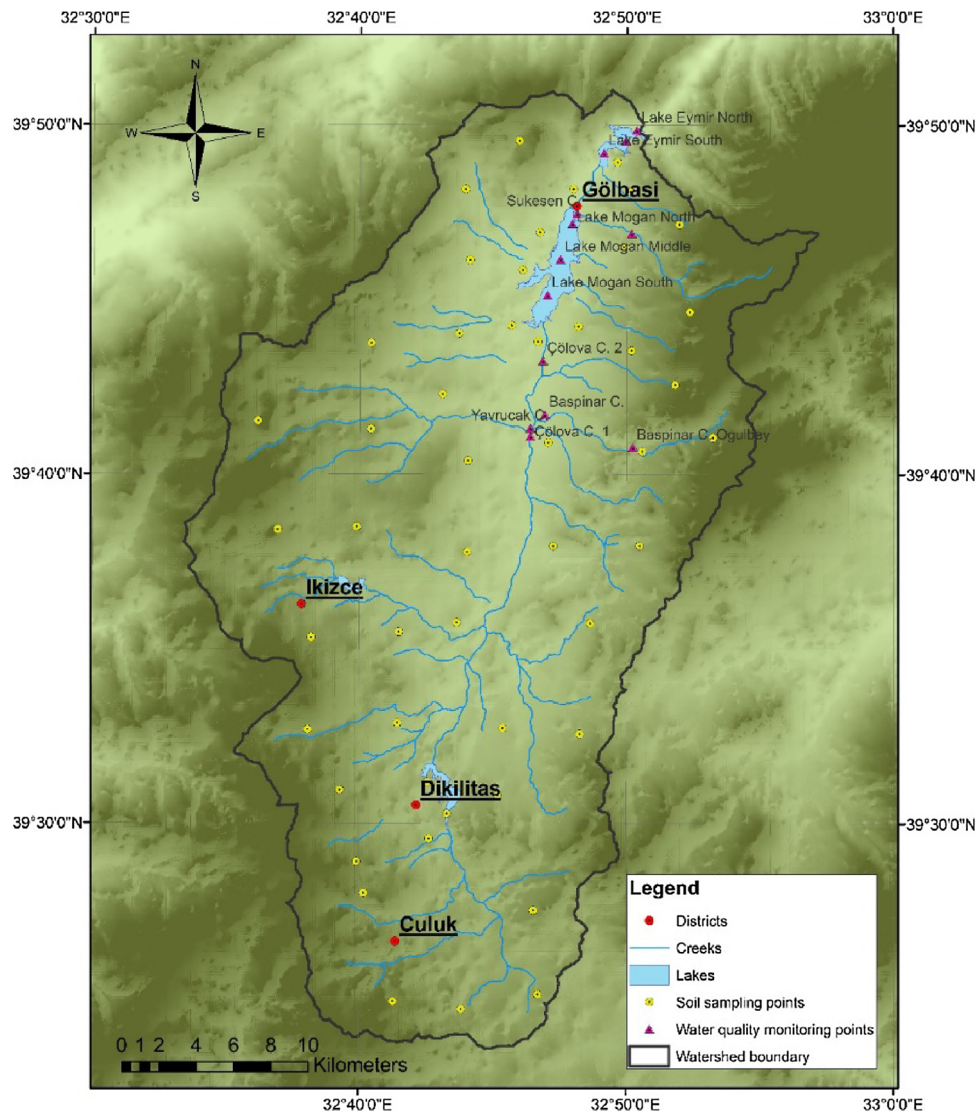 32°30'0"E
32°40'0"E
32°50'0"E
33°0'0"E
N
W
E
S
39°50'0"N
39°50'0"N
Lake Eymir North
Lake Eymir South
Gölbasi
Sukesen C.
Lake Mogan North
Lake Mogan Middle
Lake Mogan South
Çölova Ç. 2
Baspinar C.
Yavrucak C.
Çölova C. 1
Baspinar C. Ogulbey
39°40'0"N
39°40'0"N
Ikizce
Dikilitas
39°30'0"N
39°30'0"N
Culuk
Legend
Districts
Creeks
Lakes
Soil sampling points
Water quality monitoring points
Watershed boundary
0 1 2 4 6 8 10
Kilometers
32°40'0"E
32°50'0"E
33°0'0"E